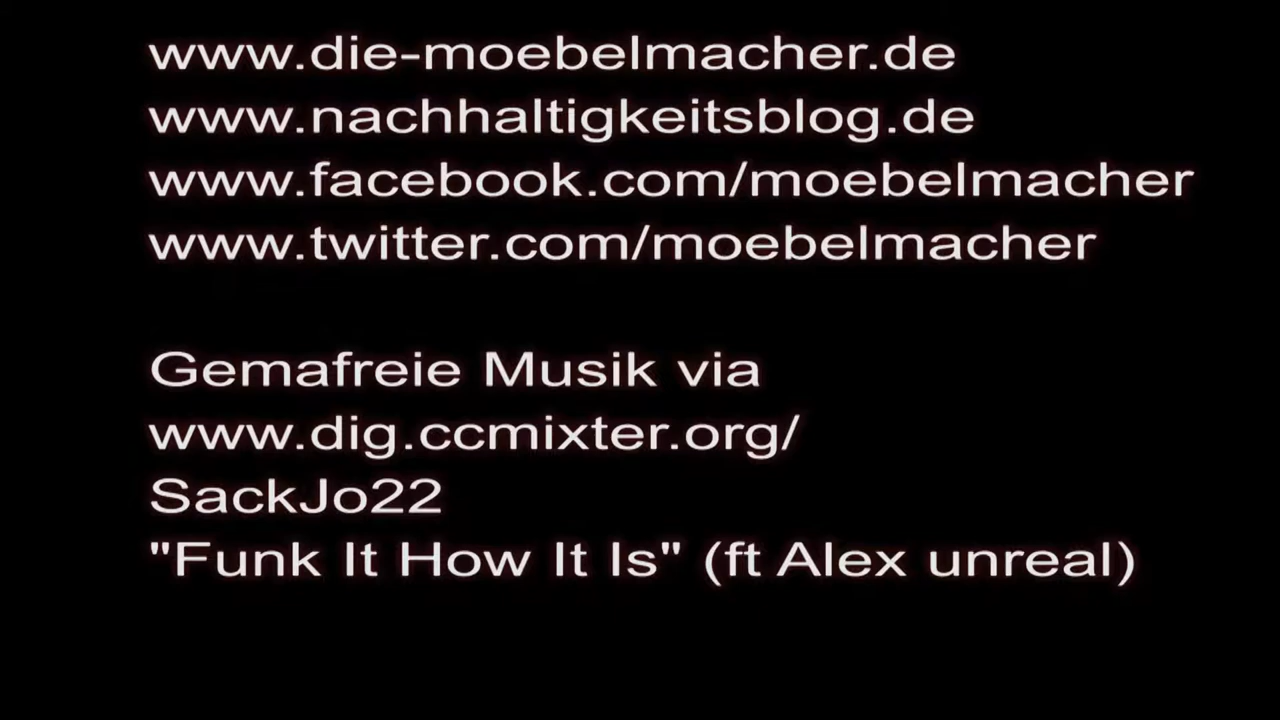 www.die-moebelmacher.de
www.nachhaltigkeitsblog.de
www.facebook.com/moebelmacher
www.twitter.com/moebelmacher
Gemafreie Musik via
www.dig.ccmixter.org/
SackJo22
"Funk It How It Is" (ft Alex unreal)